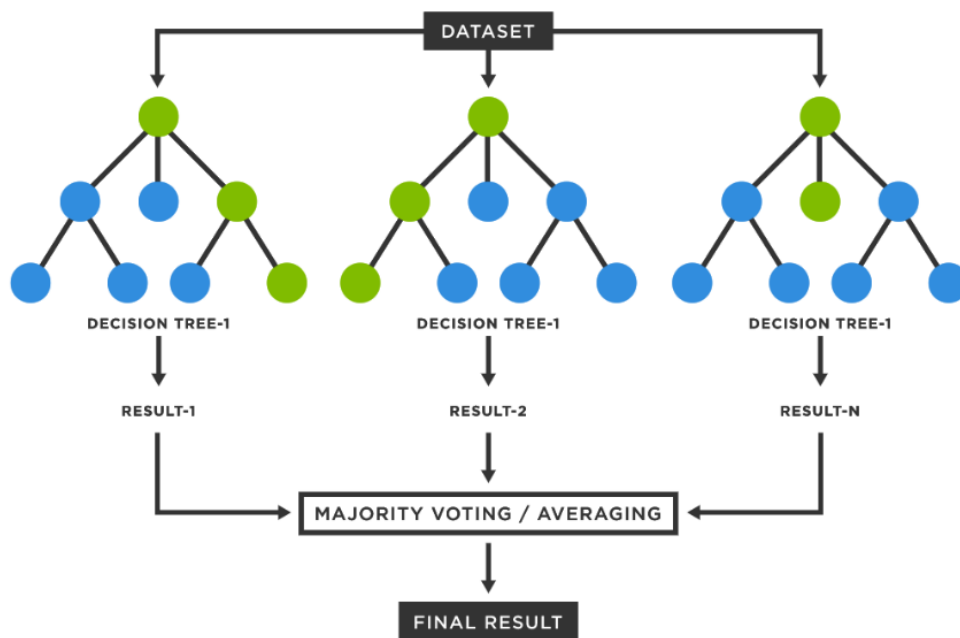 DATASET
DECISION TREE-1
DECISION TREE-1
DECISION TREE-1
RESULT-1
RESULT-2
RESULT-N
MAJORITY VOTING / AVERAGING
FINAL RESULT